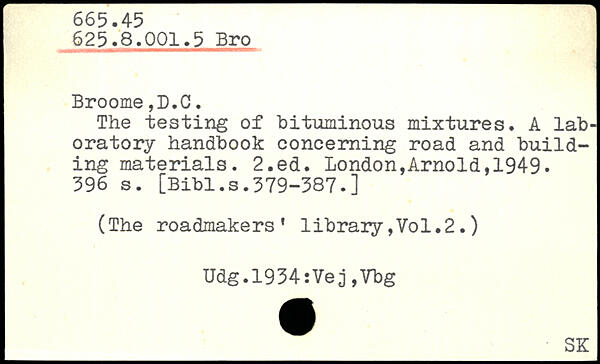 665.45
625.8.001.5 Bro
Broome,D.C.
The testing of bituminous mixtures. A lab-
oratory handbook concerning road and build-
ing materials. 2.ed. London,Arnold,1949.
396 s. [Bibl.s.379-387.]
(The roadmakers' library,Vol.2.)
Udg.1934:Vej,Vbg
SK